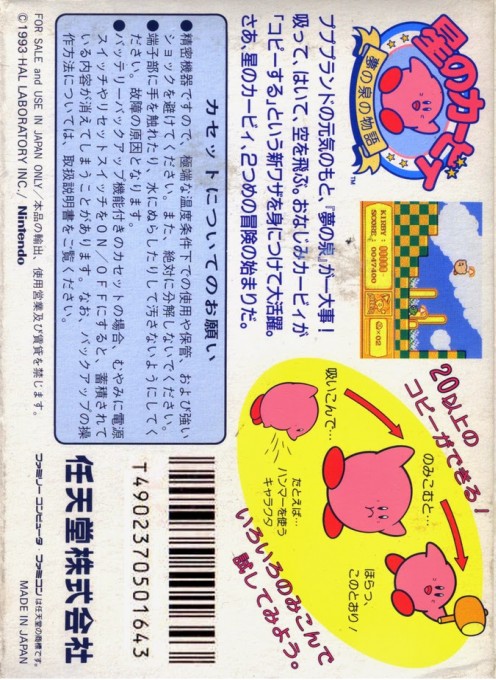 星のカービィ
夢の泉の物語
TM
プププランドの元気のもと、『夢の泉』が一大事！
吸って、はいて、空を飛ぶ。おなじみカービィが
「コピーする」という新ワザを身につけて大活躍。
さあ、星のカービィ、2つめの冒険の始まりだ。
KIRBY:
SCORE: 0047400
×02
20以上の
コピーができる！
吸いこんで…
たとえば…
ハンマーを使う
キャラクタ
のみこむと…
ほらっ、
このとおり！
いろいろのみこんで
試してみよう。
カセットについてのお願い
●精密機器ですので、極端な温度条件下での使用や保管、および強い
ショックを避けてください。また、絶対に分解しないでください。
●端子部に手を触れたり、水にぬらしたりして汚さないようにしてく
ださい。故障の原因となります。
●バッテリーバックアップ機能付きのカセットの場合、むやみに電源
スイッチやリセットスイッチをON/OFFにすると、蓄積されて
いる内容が消えてしまうことがあります。なお、バックアップの操
作方法については、取扱説明書をご覧ください。
T4902370501643
任天堂株式会社
FOR SALE and USE IN JAPAN ONLY/本品の輸出、使用営業及び賃貸を禁じます。
©1993 HAL LABORATORY INC./Nintendo
ファミリーコンピュータ・ファミコンは任天堂の商標です。
MADE IN JAPAN